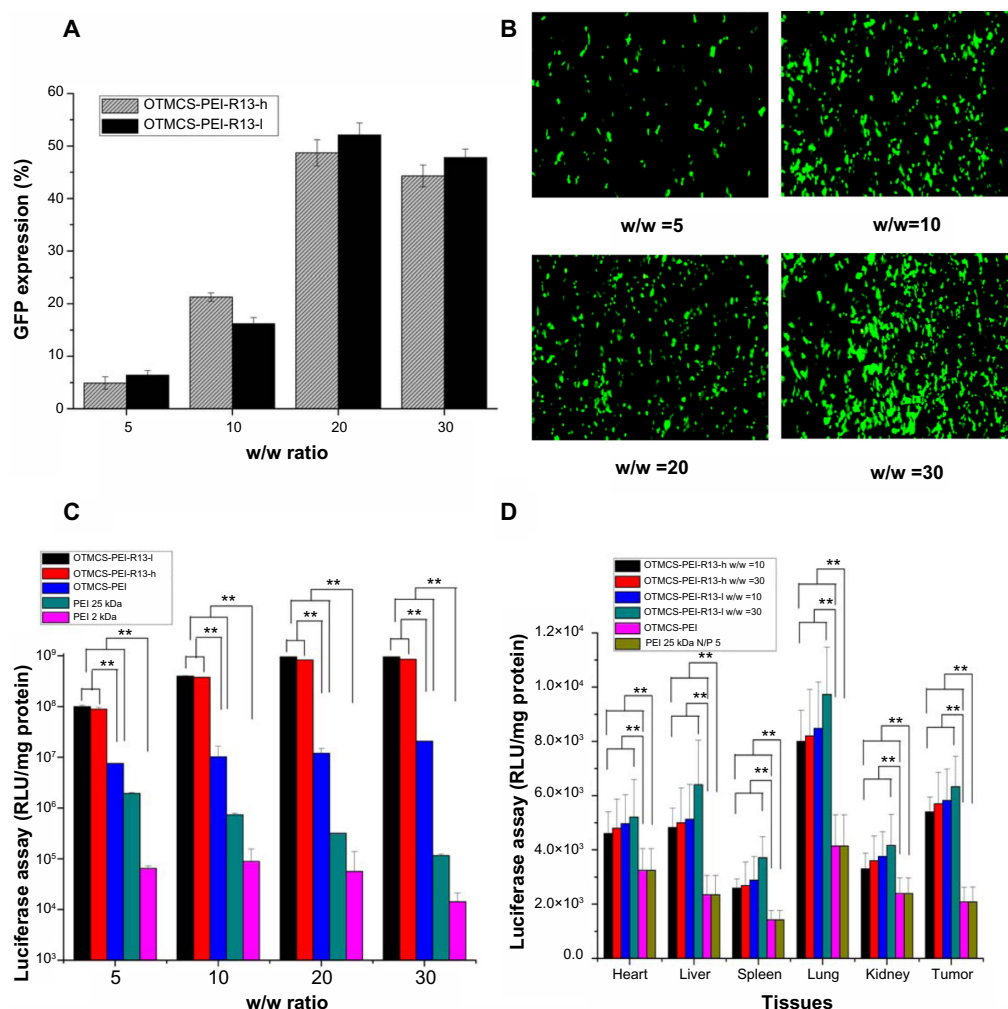 A
GFP expression (%)
60
50
40
30
20
10
0
OTMCS-PEI-R13-h
OTMCS-PEI-R13-l
5 10 20 30
w/w ratio
B
w/w =5
w/w=10
w/w =20
w/w =30
C
Luciferase assay (RLU/mg protein)
OTMCS-PEI-R13-l
OTMCS-PEI-R13-h
OTMCS-PEI
PEI 25 kDa
PEI 2 kDa
10⁹
10⁸
10⁷
10⁶
10⁵
10⁴
10³
** ** ** **
** ** ** **
5 10 20 30
w/w ratio
D
Luciferase assay (RLU/mg protein)
OTMCS-PEI-R13-h w/w =10
OTMCS-PEI-R13-h w/w =30
OTMCS-PEI-R13-l w/w =10
OTMCS-PEI-R13-l w/w =30
OTMCS-PEI
PEI 25 kDa N/P 5
1.2×10⁴
1.0×10⁴
8.0×10³
6.0×10³
4.0×10³
2.0×10³
0.0
** ** ** ** ** **
** ** ** ** ** **
Heart Liver Spleen Lung Kidney Tumor
Tissues